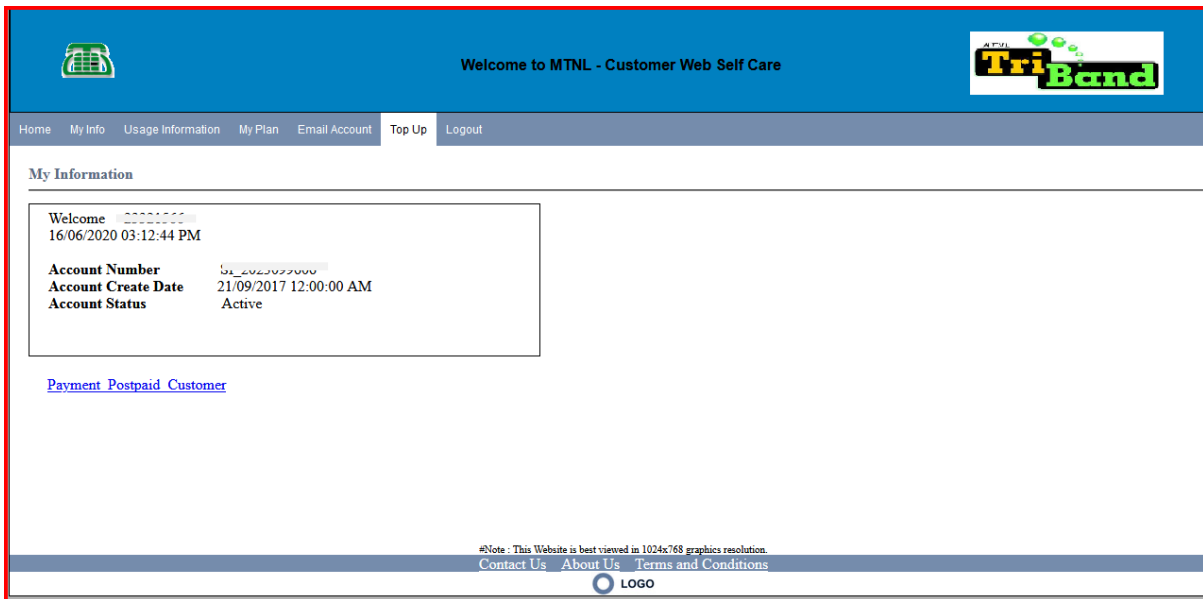 Welcome to MTNL - Customer Web Self Care
MTNL
Tri Band
Home My Info Usage Information My Plan Email Account Top Up Logout
My Information
Welcome
16/06/2020 03:12:44 PM
Account Number
Account Create Date 21/09/2017 12:00:00 AM
Account Status Active
Payment Postpaid Customer
#Note : This Website is best viewed in 1024x768 graphics resolution.
Contact Us About Us Terms and Conditions
LOGO